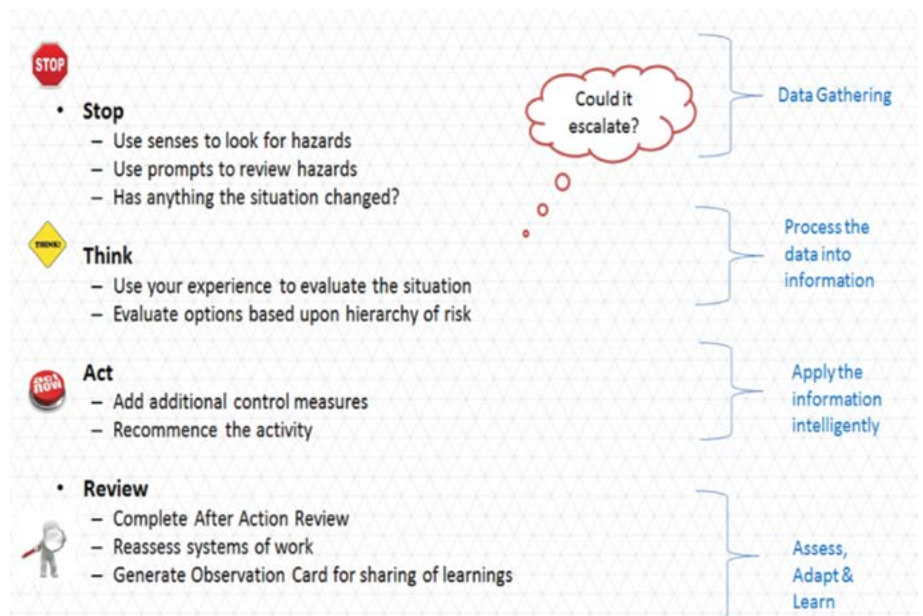 STOP
Stop
– Use senses to look for hazards
– Use prompts to review hazards
– Has anything the situation changed?
Could it
escalate?
Data Gathering
THINK!
Think
– Use your experience to evaluate the situation
– Evaluate options based upon hierarchy of risk
Process the
data into
information
act
now
Act
– Add additional control measures
– Recommence the activity
Apply the
information
intelligently
• Review
– Complete After Action Review
– Reassess systems of work
– Generate Observation Card for sharing of learnings
Assess,
Adapt &
Learn